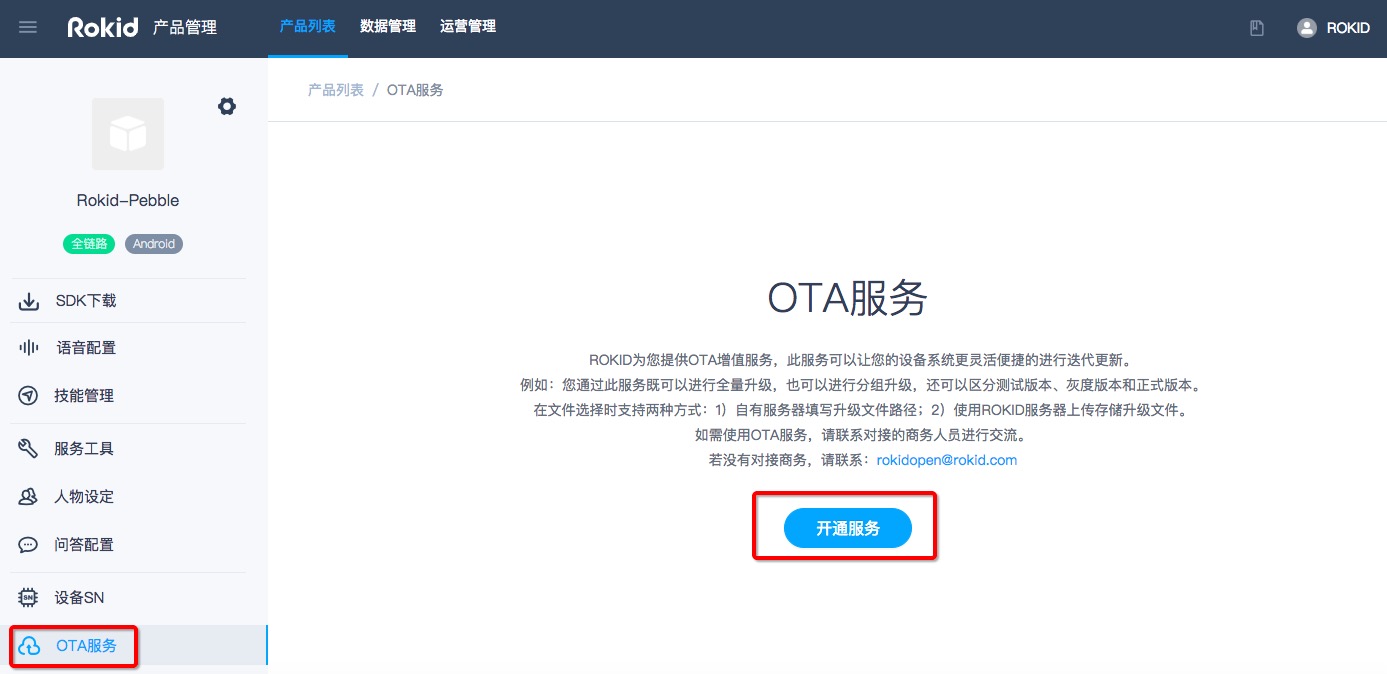 Rokid 产品管理 产品列表 数据管理 运营管理 ROKID
产品列表 / OTA服务
Rokid-Pebble
全链路 Android
SDK下载
语音配置
技能管理
服务工具
人物设定
问答配置
SN 设备SN
OTA服务
OTA服务
ROKID为您提供OTA增值服务，此服务可以让您的设备系统更灵活便捷的进行迭代更新。
例如：您通过此服务既可以进行全量升级，也可以进行分组升级，还可以区分测试版本、灰度版本和正式版本。
在文件选择时支持两种方式：1）自有服务器填写升级文件路径；2）使用ROKID服务器上传存储升级文件。
如需使用OTA服务，请联系对接的商务人员进行交流。
若没有对接商务，请联系：rokidopen@rokid.com
开通服务